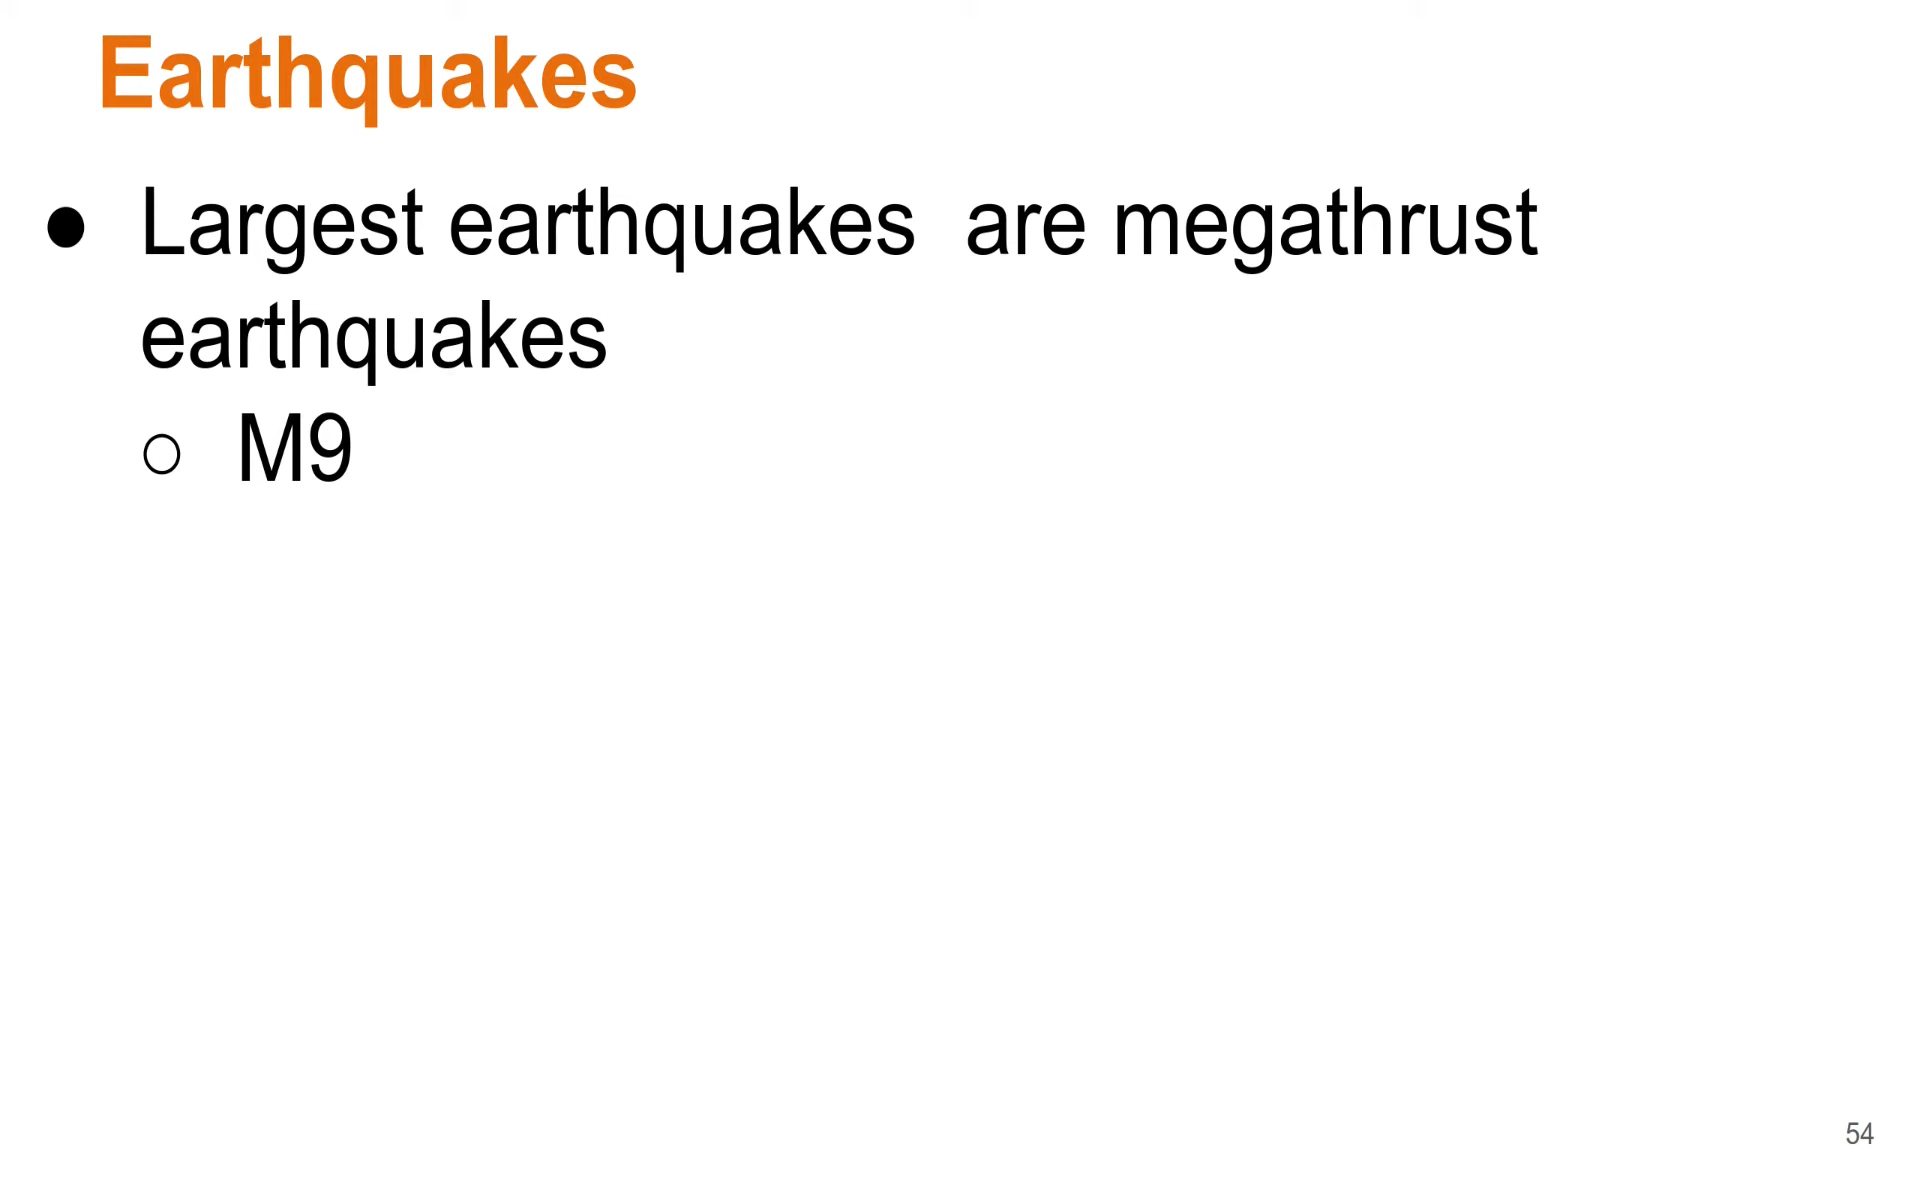 Earthquakes
● Largest earthquakes  are megathrust
earthquakes
○ M9
54